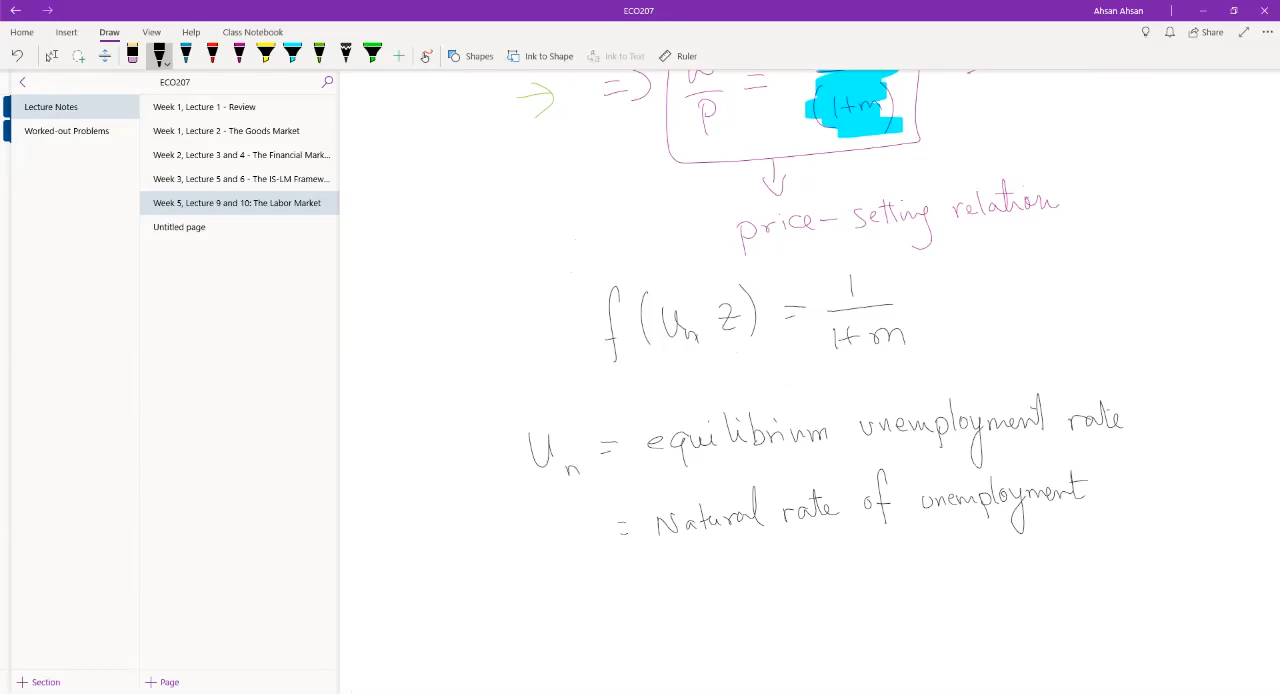 ECO207
Ahsan Ahsan
Home Insert Draw View Help Class Notebook
Share
Shapes Ink to Shape Ink to Text Ruler
ECO207
Lecture Notes
Worked-out Problems
Week 1, Lecture 1 - Review
Week 1, Lecture 2 - The Goods Market
Week 2, Lecture 3 and 4 - The Financial Mark...
Week 3, Lecture 5 and 6 - The IS-LM Framew...
Week 5, Lecture 9 and 10: The Labor Market
Untitled page
=
P
(1+m)
price - setting relation
f(u_n, z) = 1/(1+m)
u_n = equilibrium unemployment rate
= Natural rate of unemployment
+ Section
+ Page